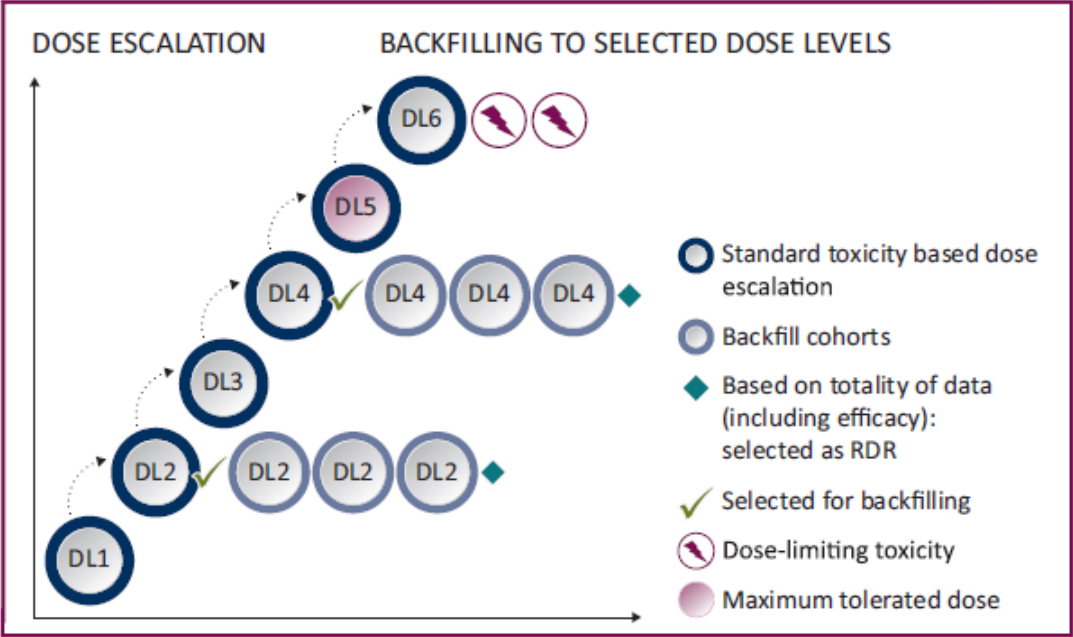 DOSE ESCALATION
BACKFILLING TO SELECTED DOSE LEVELS
DL6
DL5
DL4
DL4
DL4
DL4
DL3
DL2
DL2
DL2
DL2
DL1
Standard toxicity based dose
escalation
Backfill cohorts
Based on totality of data
(including efficacy):
selected as RDR
Selected for backfilling
Dose-limiting toxicity
Maximum tolerated dose